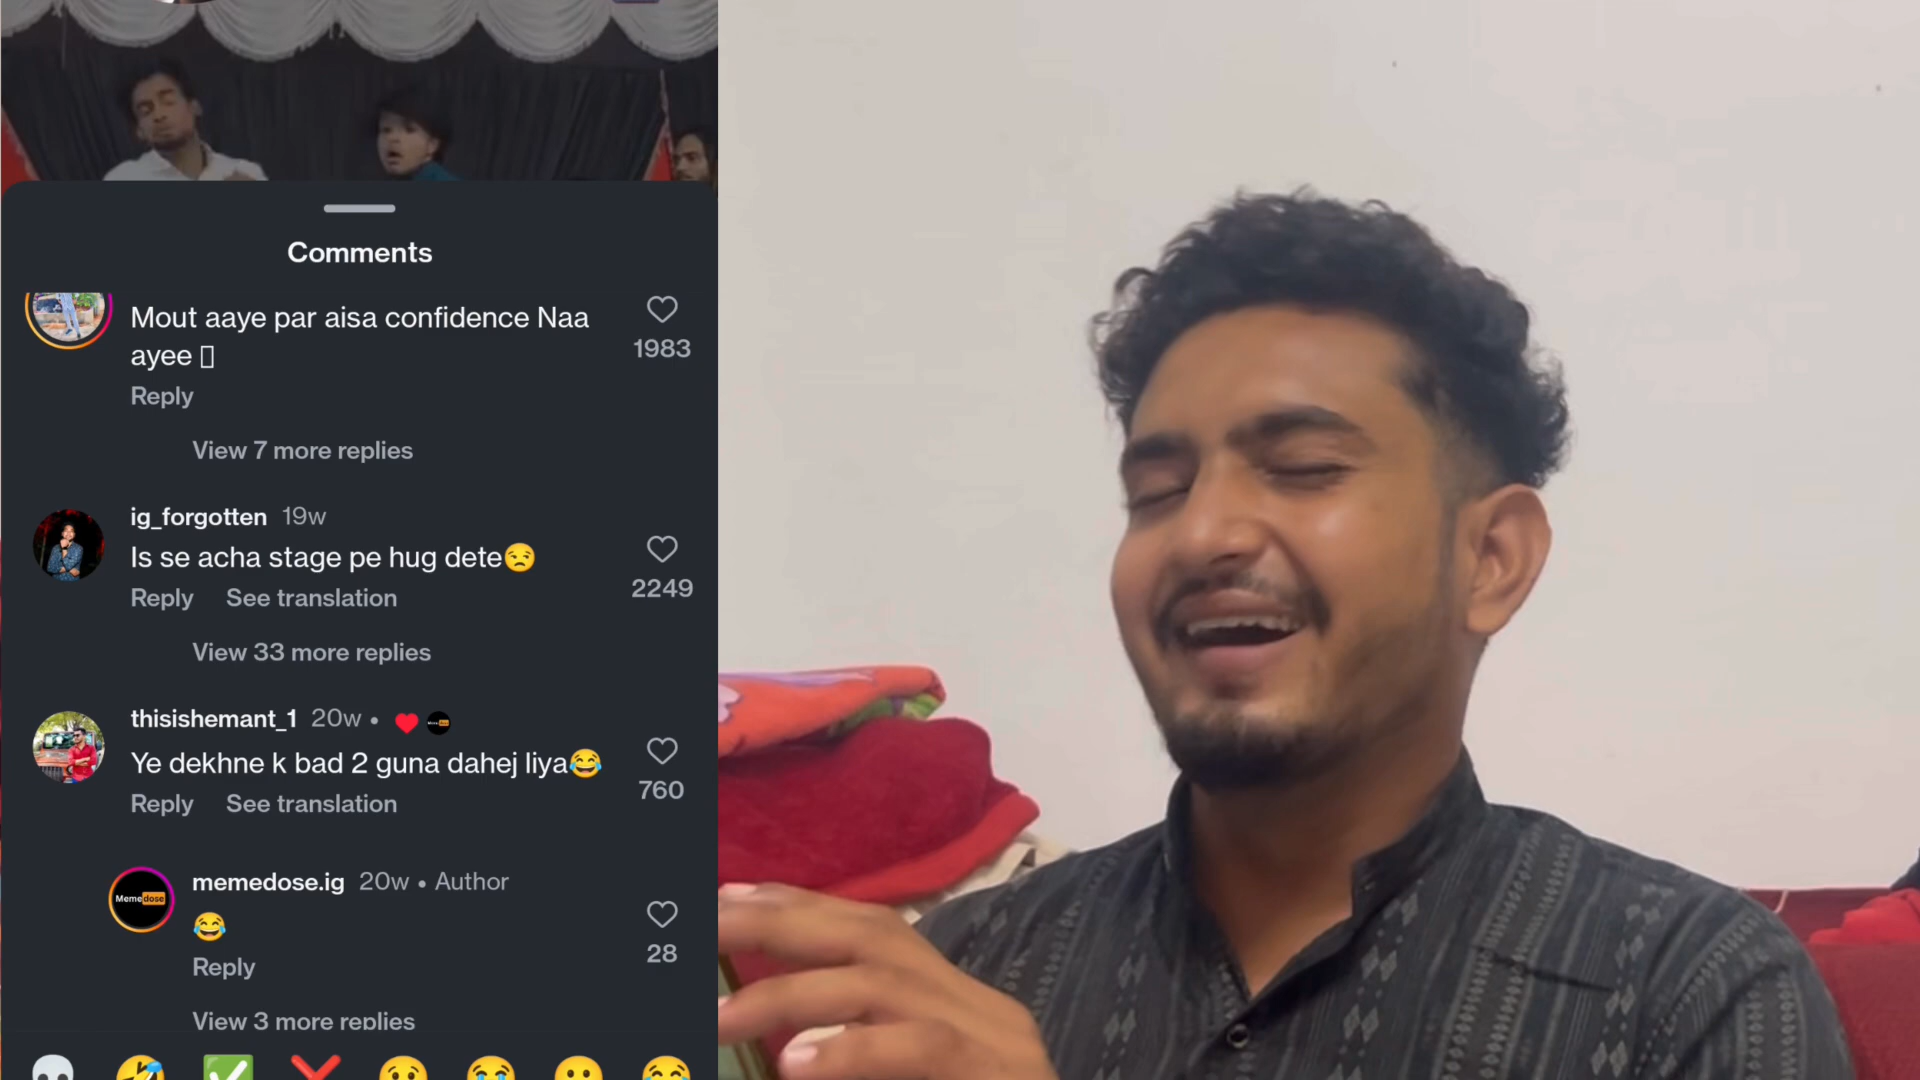 Comments
Mout aaye par aisa confidence Naa
ayee
1983
Reply
View 7 more replies
ig_forgotten 19w
Is se acha stage pe hug dete😒
2249
Reply See translation
View 33 more replies
thisishemant_1 20w • ❤️
Ye dekhne k bad 2 guna dahej liya😂
760
Reply See translation
Memedose
memedose.ig 20w • Author
😂
28
Reply
View 3 more replies